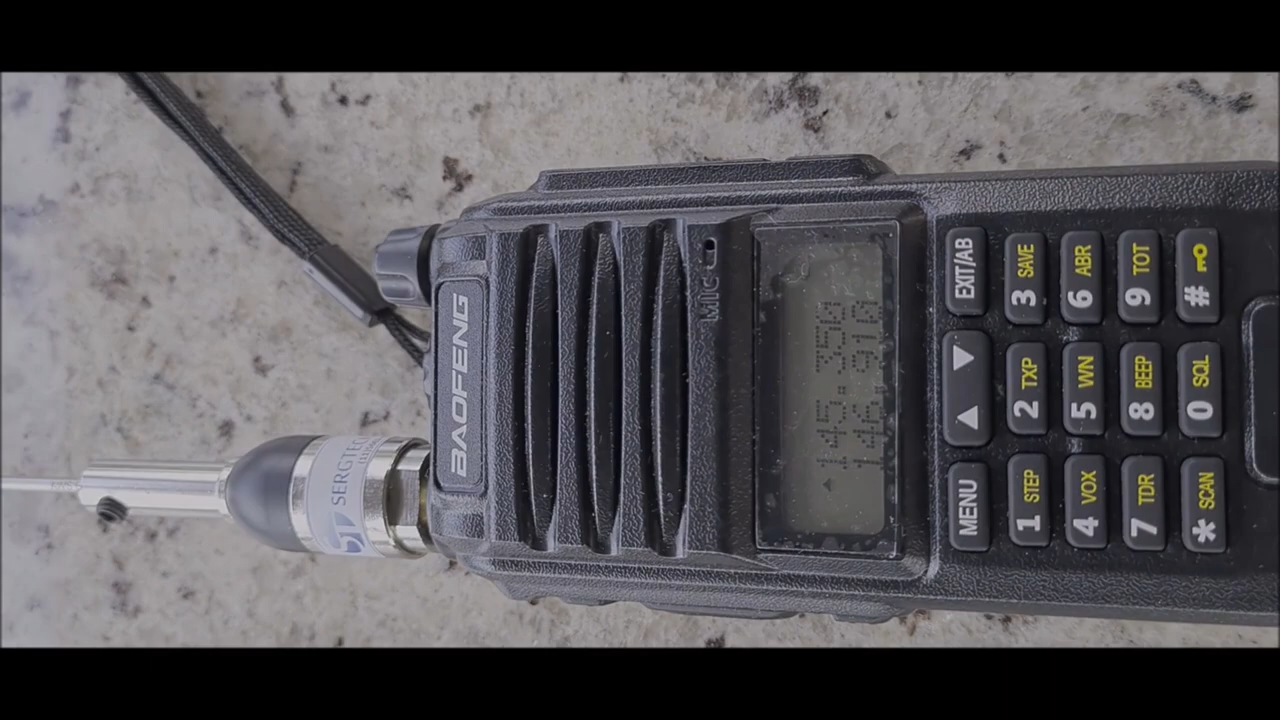 SERGTECH
BAOFENG
MIC
145.350
146.910
MENU
▲ ▼
EXIT/AB
1 STEP
2 TXP
3 SAVE
4 VOX
5 WN
6 ABR
7 TDR
8 BEEP
9 TOT
* SCAN
0 SQL
#